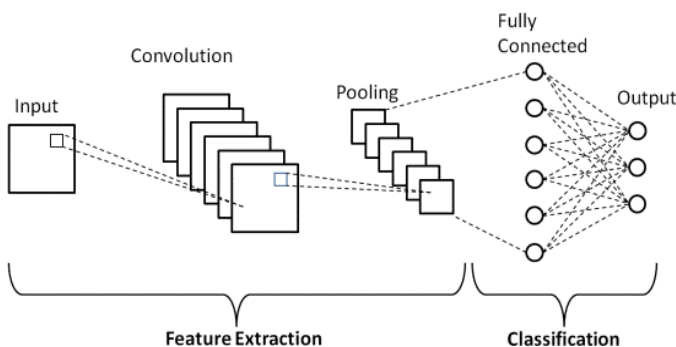 Input
Convolution
Pooling
Fully
Connected
Output
Feature Extraction
Classification